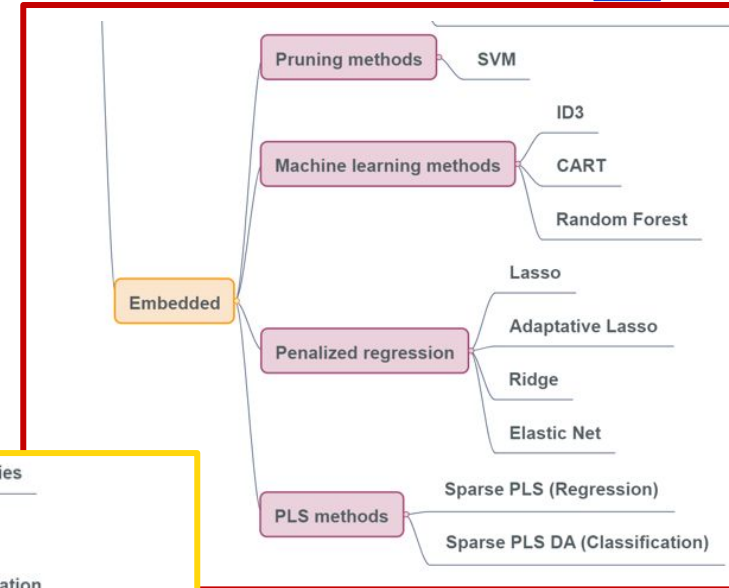 Pruning methods
SVM
ID3
Machine learning methods
CART
Random Forest
Embedded
Lasso
Adaptative Lasso
Penalized regression
Ridge
Elastic Net
Sparse PLS (Regression)
PLS methods
Sparse PLS DA (Classification)